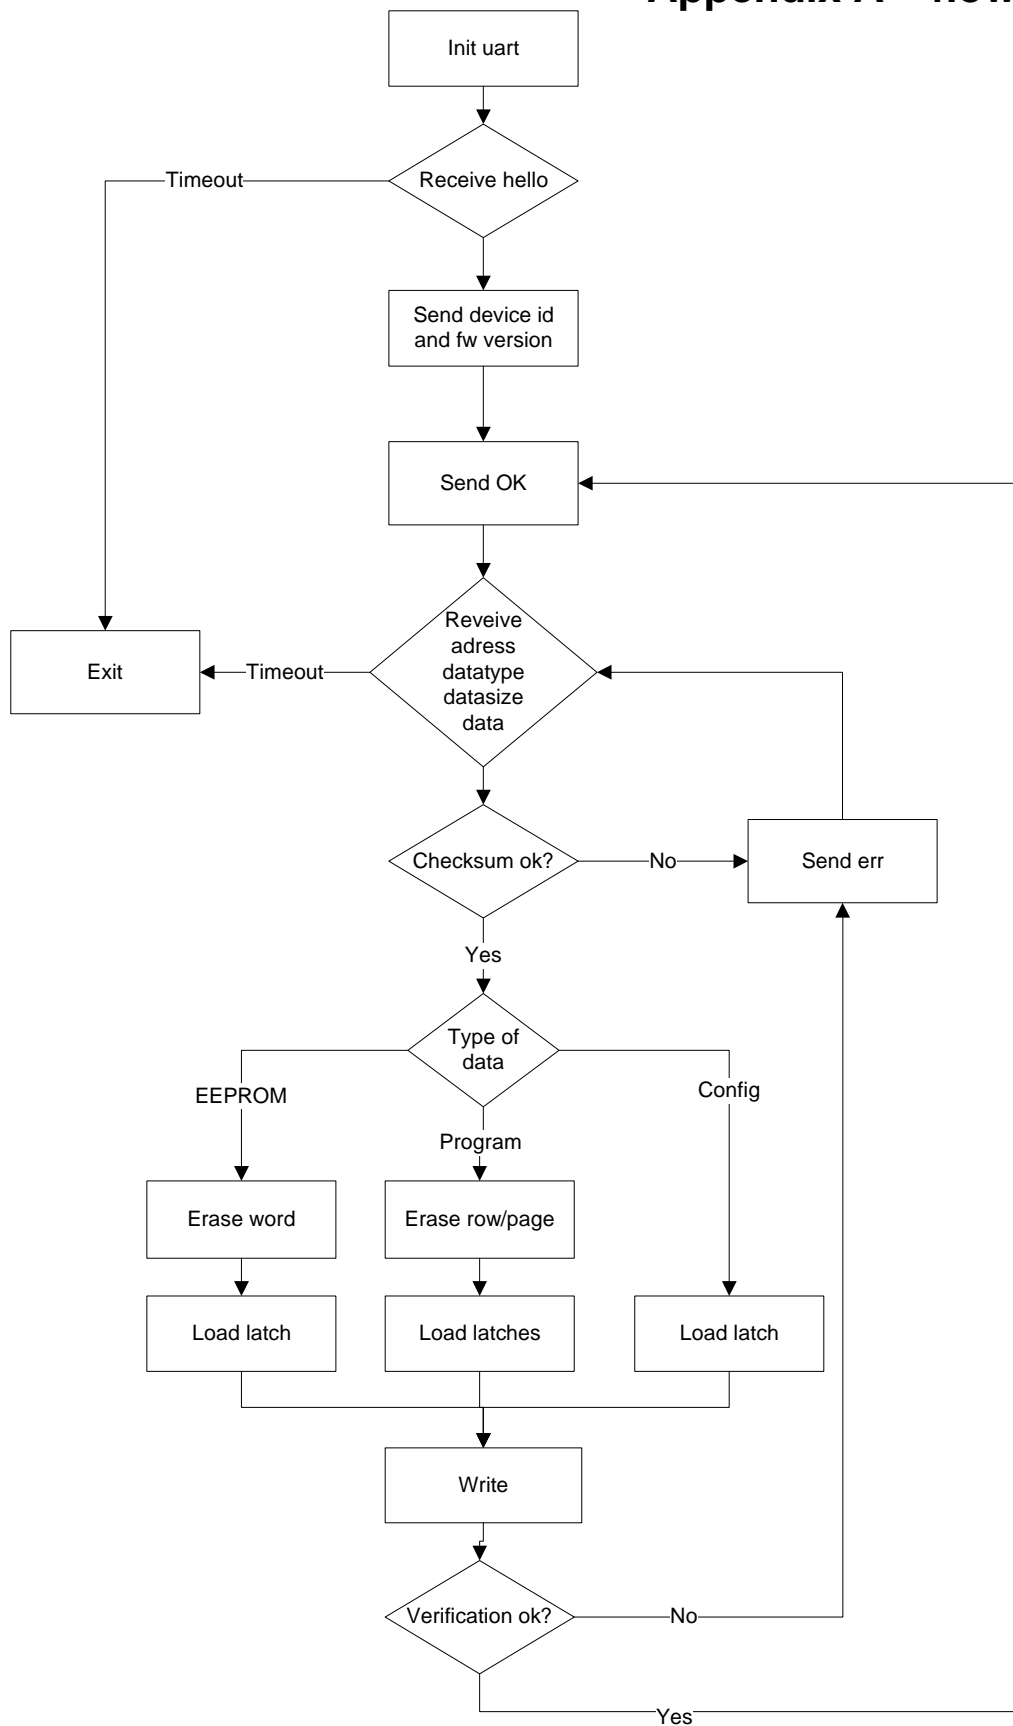 Appendix A
Init uart
Timeout
Receive hello
Send device id
and fw version
Send OK
Reveive
adress
datatype
datasize
data
Exit
Timeout
Checksum ok?
No
Send err
Yes
Type of
data
EEPROM
Config
Program
Erase word
Erase row/page
Load latch
Load latches
Load latch
Write
Verification ok?
No
Yes